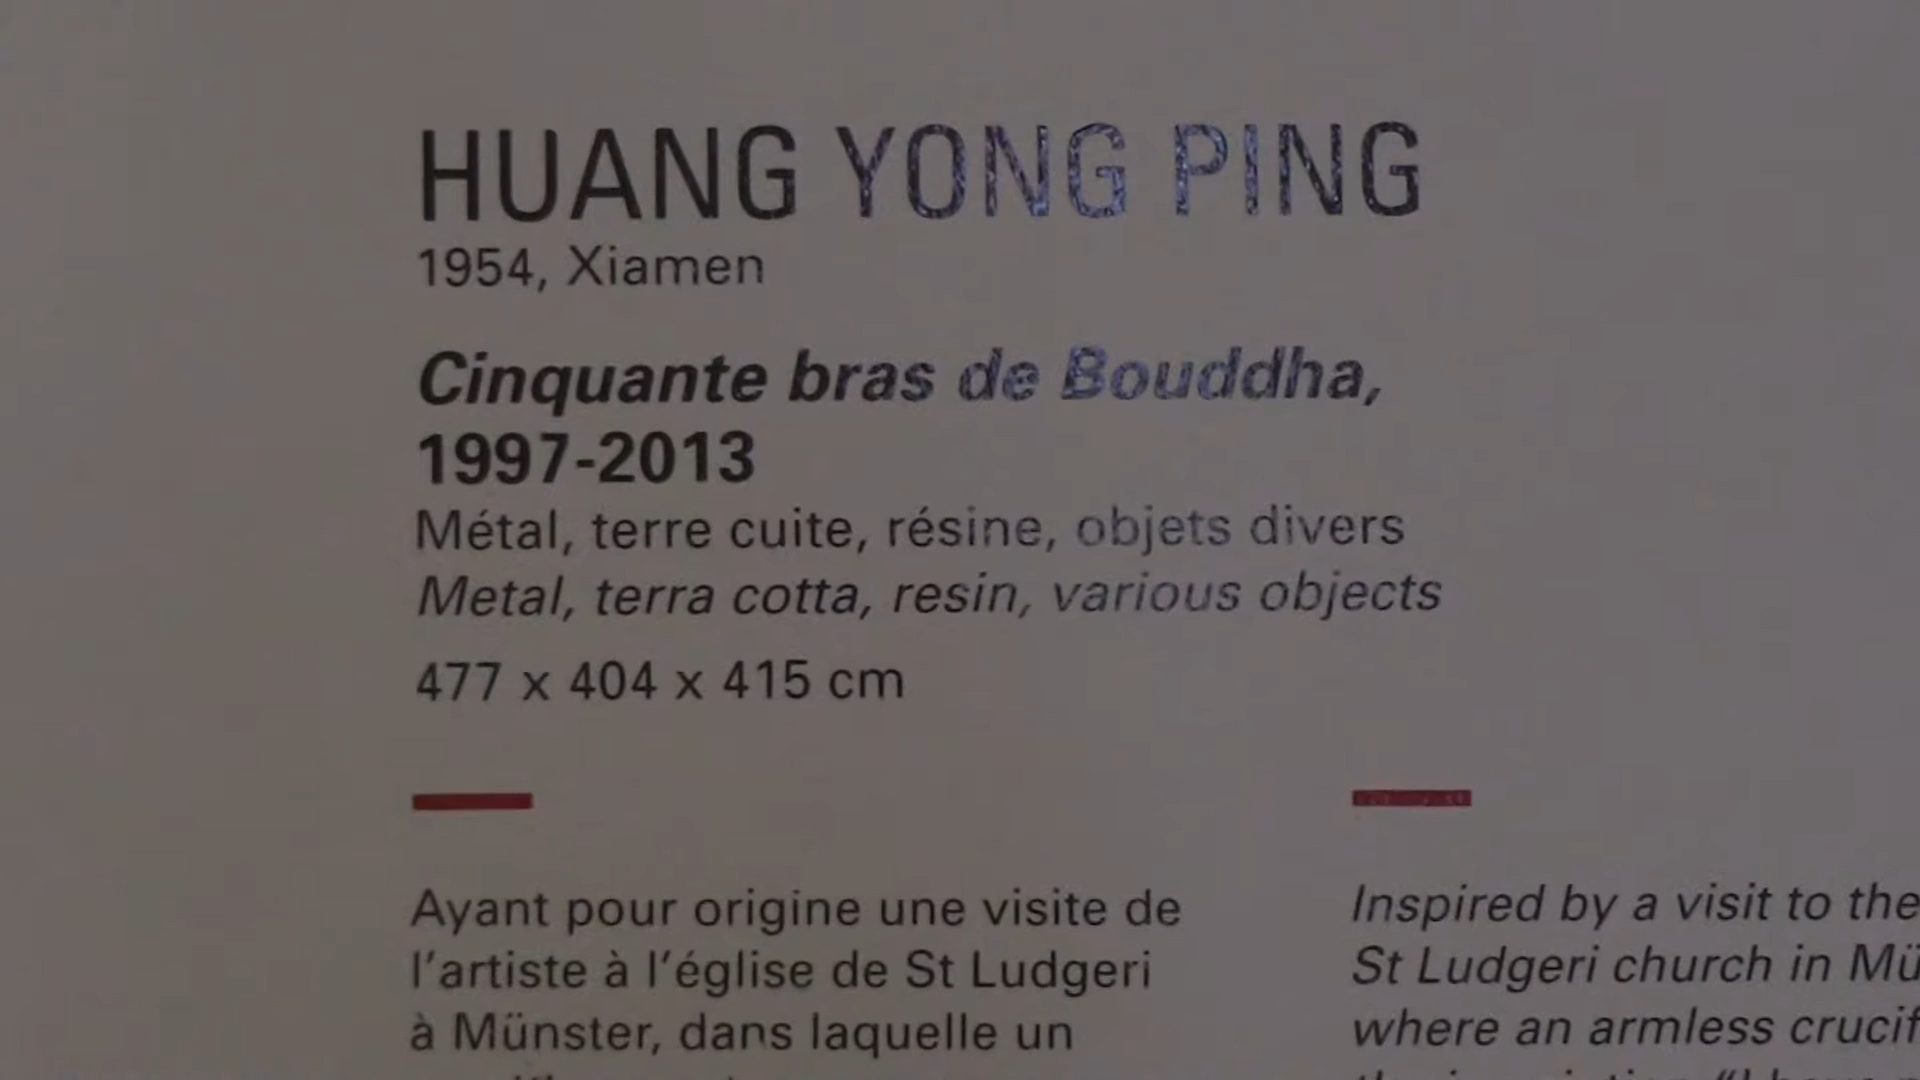 HUANG YONG PING
1954, Xiamen
Cinquante bras de Bouddha,
1997-2013
Métal, terre cuite, résine, objets divers
Metal, terra cotta, resin, various objects
477 x 404 x 415 cm
Ayant pour origine une visite de
l'artiste à l'église de St Ludgeri
à Münster, dans laquelle un
Inspired by a visit to the
St Ludgeri church in Mü
where an armless crucif